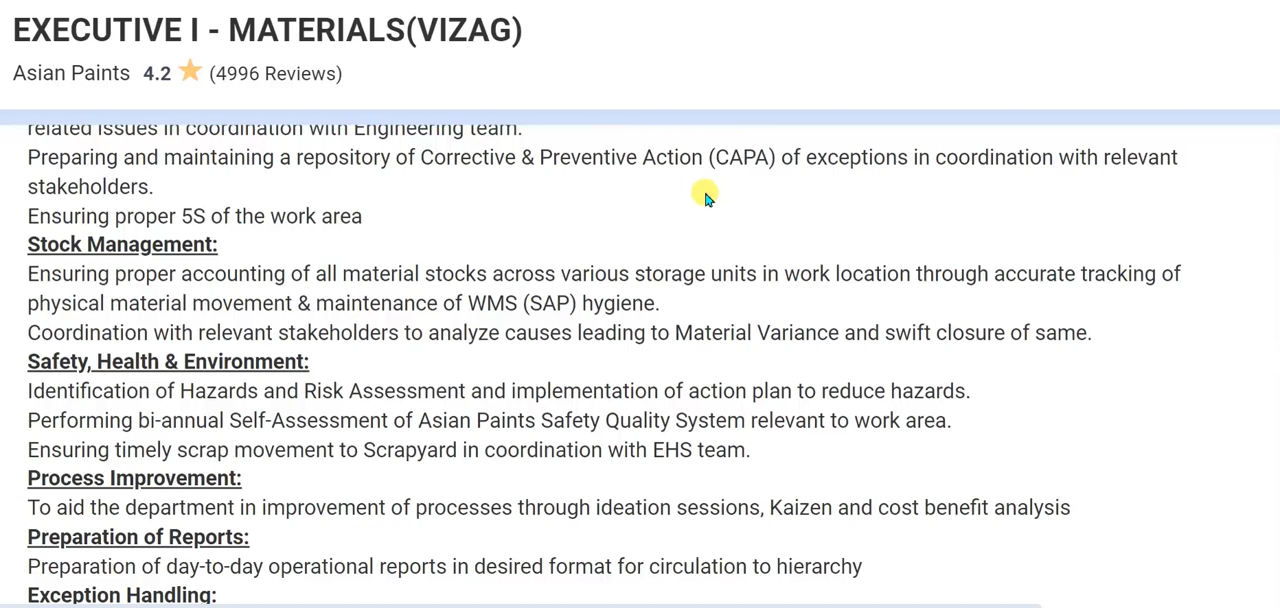 EXECUTIVE I - MATERIALS(VIZAG)
Asian Paints 4.2 (4996 Reviews)
related issues in coordination with Engineering team.
Preparing and maintaining a repository of Corrective & Preventive Action (CAPA) of exceptions in coordination with relevant
stakeholders.
Ensuring proper 5S of the work area
Stock Management:
Ensuring proper accounting of all material stocks across various storage units in work location through accurate tracking of
physical material movement & maintenance of WMS (SAP) hygiene.
Coordination with relevant stakeholders to analyze causes leading to Material Variance and swift closure of same.
Safety, Health & Environment:
Identification of Hazards and Risk Assessment and implementation of action plan to reduce hazards.
Performing bi-annual Self-Assessment of Asian Paints Safety Quality System relevant to work area.
Ensuring timely scrap movement to Scrapyard in coordination with EHS team.
Process Improvement:
To aid the department in improvement of processes through ideation sessions, Kaizen and cost benefit analysis
Preparation of Reports:
Preparation of day-to-day operational reports in desired format for circulation to hierarchy
Exception Handling: